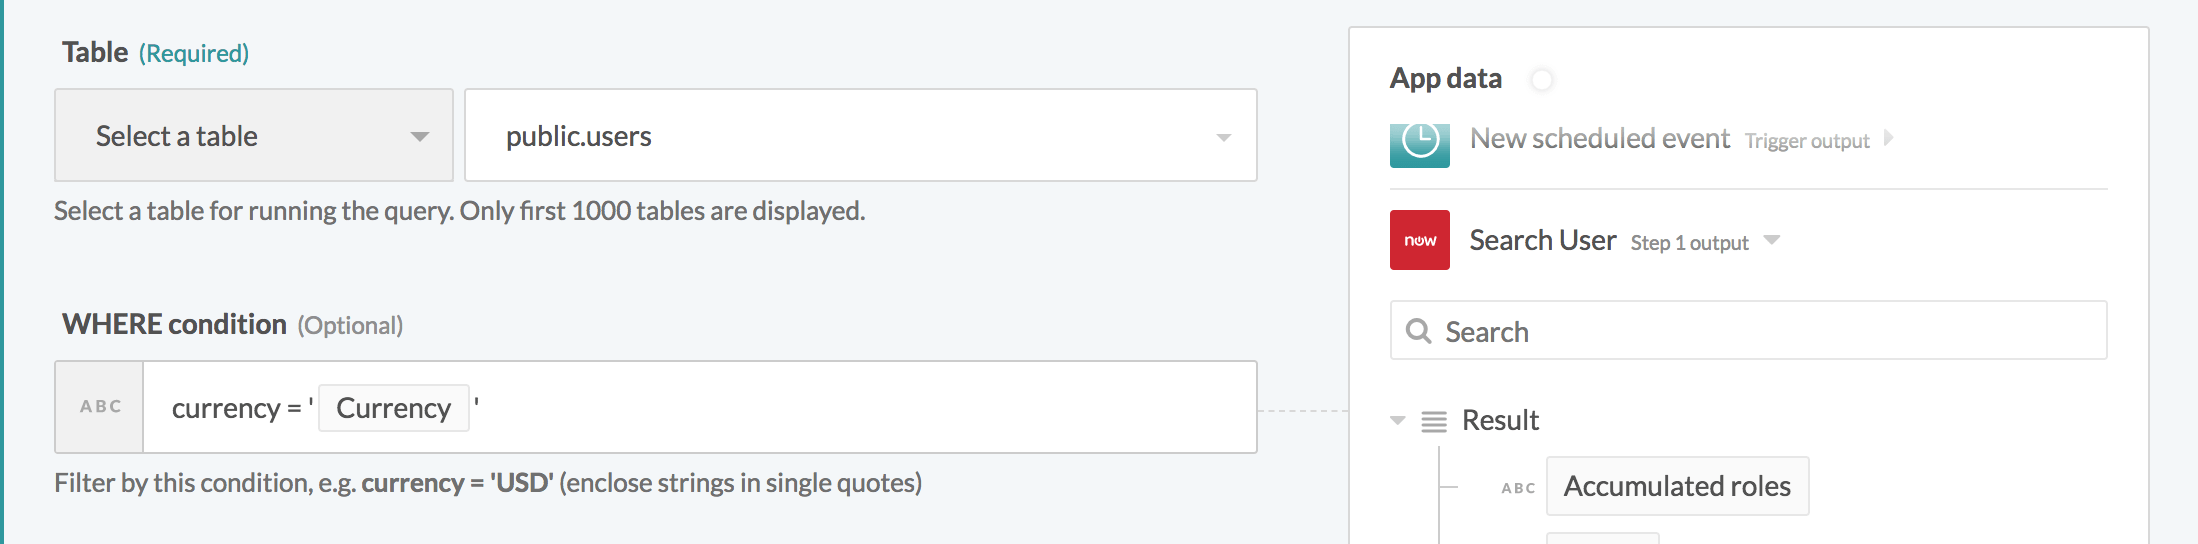 Table (Required)
Select a table
public.users
Select a table for running the query. Only first 1000 tables are displayed.
WHERE condition (Optional)
ABC
currency = ' Currency '
Filter by this condition, e.g. currency = 'USD' (enclose strings in single quotes)
App data
New scheduled event Trigger output
now
Search User Step 1 output
Search
Result
ABC Accumulated roles